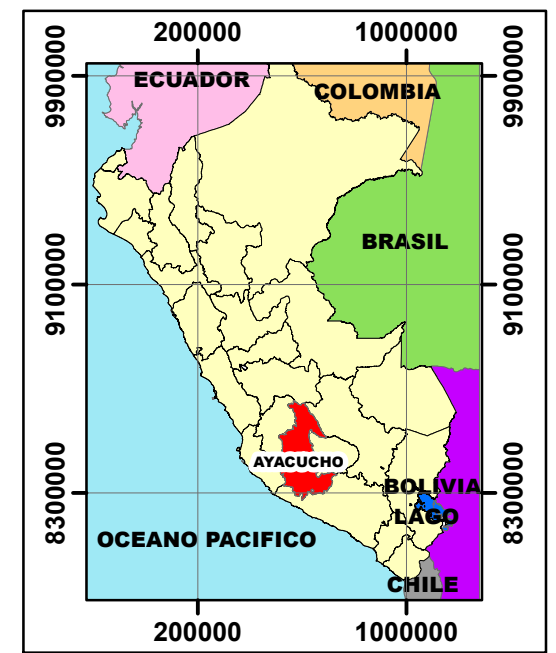 200000 1000000
9900000 9900000
ECUADOR
COLOMBIA
BRASIL
9100000 9100000
AYACUCHO
BOLIVIA
8300000 8300000
LAGO
OCEANO PACIFICO
CHILE
200000 1000000